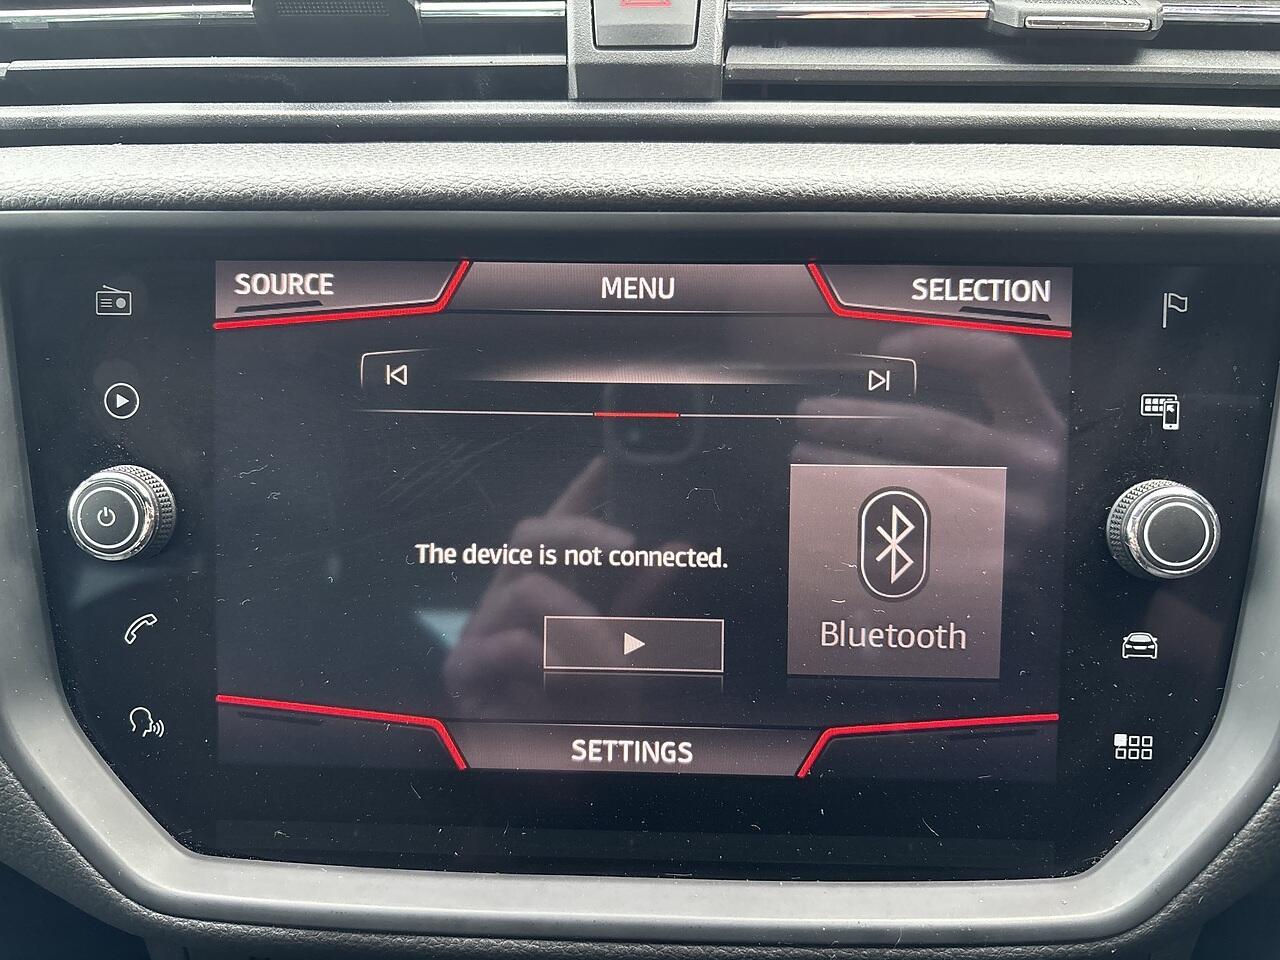 SOURCE
MENU
SELECTION
The device is not connected.
Bluetooth
SETTINGS